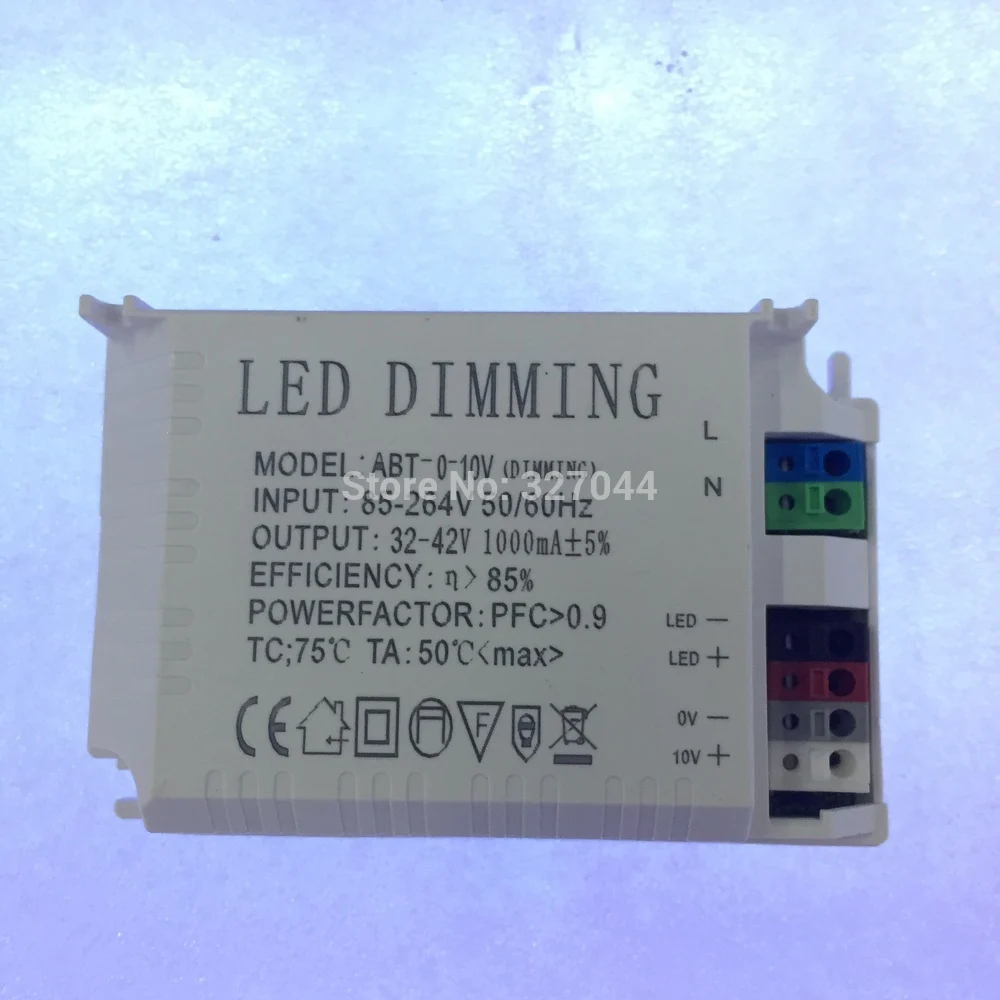 LED DIMMING
MODEL : ABT-0-10V (DIMMING)
Store No: 327044
INPUT: 85-264V 50/60Hz
OUTPUT: 32-42V 1000mA±5%
EFFICIENCY: η> 85%
POWERFACTOR: PFC>0.9
TC;75℃ TA:50℃<max>
CE
F
L
N
LED -
LED +
0V -
10V +